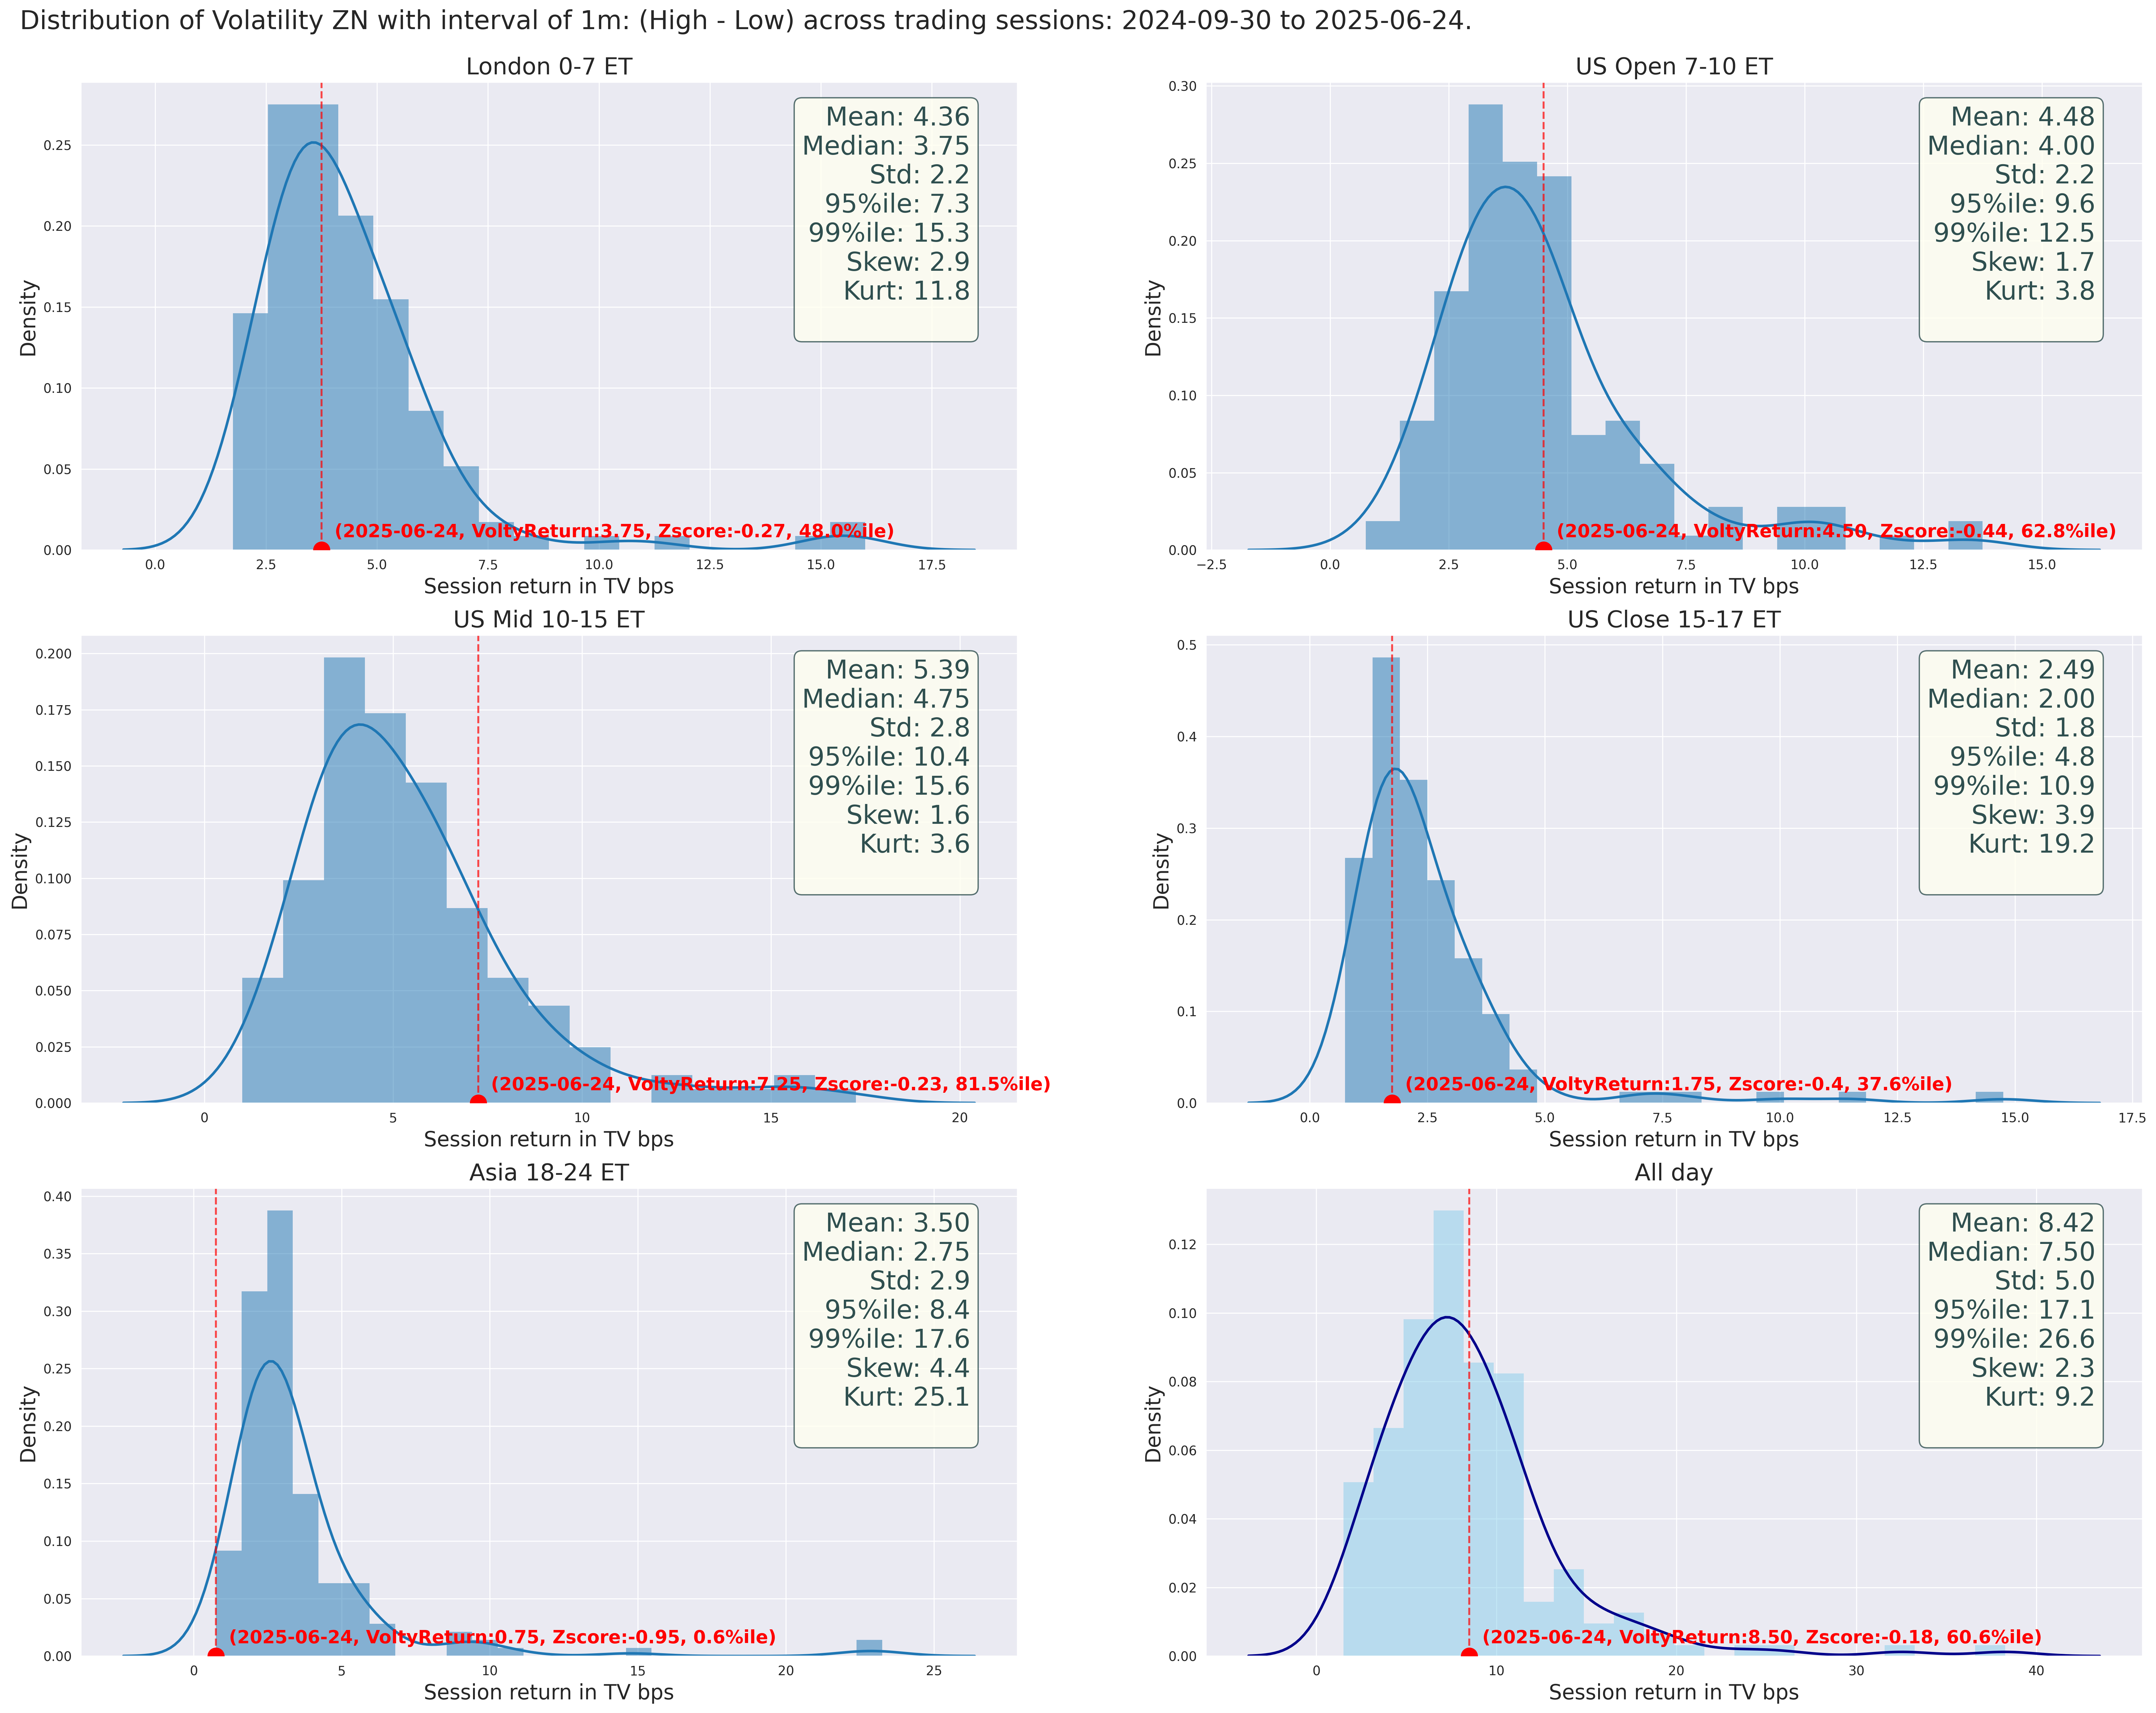 Distribution of Volatility ZN with interval of 1m: (High - Low) across trading sessions: 2024-09-30 to 2025-06-24.
London 0-7 ET
Density
0.25
0.20
0.15
0.10
0.05
0.00
Mean: 4.36
Median: 3.75
Std: 2.2
95%ile: 7.3
99%ile: 15.3
Skew: 2.9
Kurt: 11.8
(2025-06-24, VoltyReturn:3.75, Zscore:-0.27, 48.0%ile)
0.0 2.5 5.0 7.5 10.0 12.5 15.0 17.5
Session return in TV bps
US Open 7-10 ET
Density
0.30
0.25
0.20
0.15
0.10
0.05
0.00
Mean: 4.48
Median: 4.00
Std: 2.2
95%ile: 9.6
99%ile: 12.5
Skew: 1.7
Kurt: 3.8
(2025-06-24, VoltyReturn:4.50, Zscore:-0.44, 62.8%ile)
−2.5 0.0 2.5 5.0 7.5 10.0 12.5 15.0
Session return in TV bps
US Mid 10-15 ET
Density
0.200
0.175
0.150
0.125
0.100
0.075
0.050
0.025
0.000
Mean: 5.39
Median: 4.75
Std: 2.8
95%ile: 10.4
99%ile: 15.6
Skew: 1.6
Kurt: 3.6
(2025-06-24, VoltyReturn:7.25, Zscore:-0.23, 81.5%ile)
0 5 10 15 20
Session return in TV bps
US Close 15-17 ET
Density
0.5
0.4
0.3
0.2
0.1
0.0
Mean: 2.49
Median: 2.00
Std: 1.8
95%ile: 4.8
99%ile: 10.9
Skew: 3.9
Kurt: 19.2
(2025-06-24, VoltyReturn:1.75, Zscore:-0.4, 37.6%ile)
0.0 2.5 5.0 7.5 10.0 12.5 15.0 17.5
Session return in TV bps
Asia 18-24 ET
Density
0.40
0.35
0.30
0.25
0.20
0.15
0.10
0.05
0.00
Mean: 3.50
Median: 2.75
Std: 2.9
95%ile: 8.4
99%ile: 17.6
Skew: 4.4
Kurt: 25.1
(2025-06-24, VoltyReturn:0.75, Zscore:-0.95, 0.6%ile)
0 5 10 15 20 25
Session return in TV bps
All day
Density
0.12
0.10
0.08
0.06
0.04
0.02
0.00
Mean: 8.42
Median: 7.50
Std: 5.0
95%ile: 17.1
99%ile: 26.6
Skew: 2.3
Kurt: 9.2
(2025-06-24, VoltyReturn:8.50, Zscore:-0.18, 60.6%ile)
0 10 20 30 40
Session return in TV bps